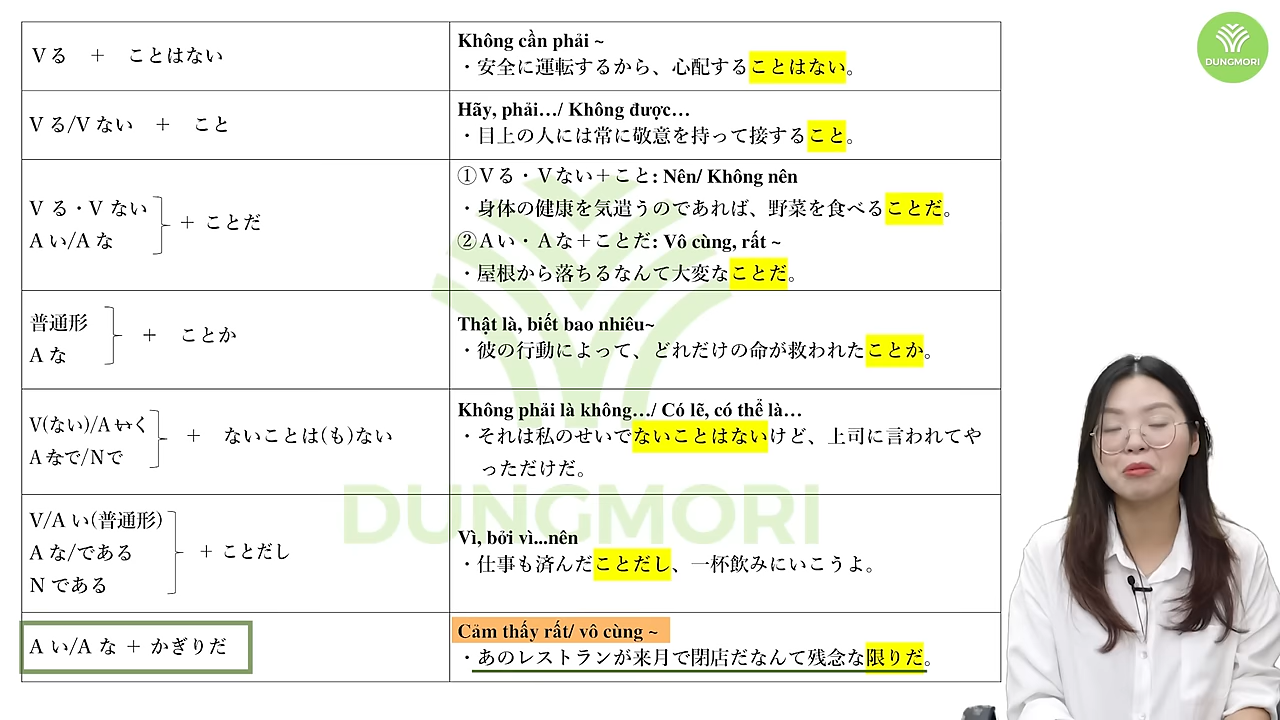 Vる ＋ ことはない
Không cần phải ~
・安全に運転するから、心配することはない。
Vる/Vない ＋ こと
Hãy, phải…/ Không được…
・目上の人には常に敬意を持って接すること。
Vる・Vない
Aい/Aな
＋ ことだ
①Vる・Vない＋こと: Nên/ Không nên
・身体の健康を気遣うのであれば、野菜を食べることだ。
②Aい・Aな＋ことだ: Vô cùng, rất ~
・屋根から落ちるなんて大変なことだ。
普通形
Aな
＋ ことか
Thật là, biết bao nhiêu~
・彼の行動によって、どれだけの命が救われたことか。
V(ない)/Aいく
Aなで/Nで
＋ ないことは(も)ない
Không phải là không…/ Có lẽ, có thể là…
・それは私のせいでないことはないけど、上司に言われてや
っただけだ。
V/Aい(普通形)
Aな/である
Nである
＋ ことだし
Vì, bởi vì...nên
・仕事も済んだことだし、一杯飲みにいこうよ。
Aい/Aな ＋ かぎりだ
Cảm thấy rất/ vô cùng ~
・あのレストランが来月で閉店だなんて残念な限りだ。
DUNGMORI
DUNGMORI